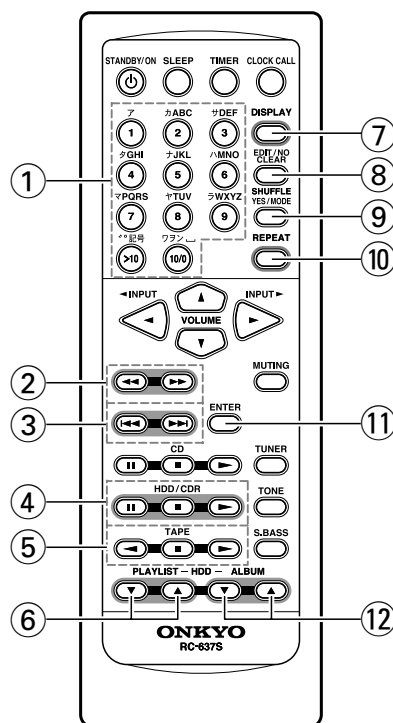 STANDBY/ON SLEEP TIMER CLOCK CALL
ア カABC サDEF DISPLAY
1 2 3 7
タGHI ナJKL ハMNO EDIT/NO CLEAR
1 4 5 6 8
マPQRS ヤTUV ラWXYZ SHUFFLE YES/MODE
7 8 9 9
゛゜記号 ワヲン REPEAT
>10 10/0 10
INPUT INPUT
VOLUME
2 MUTING
3 ENTER 11
CD TUNER
4 HDD/CDR TONE
5 TAPE S.BASS
PLAYLIST – HDD – ALBUM
6 12
ONKYO
RC-637S